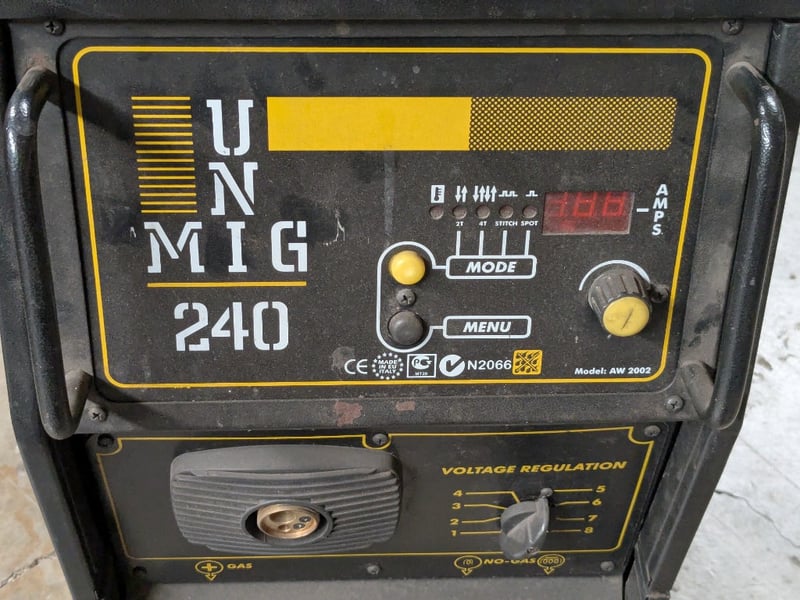 UNI
MIG
240
2T 4T STITCH SPOT
AMPS.
MODE
MENU
CE MADE IN EU ITALY N2066
Model: AW 2002
VOLTAGE REGULATION
4 5
3 6
2 7
1 8
GAS
NO-GAS